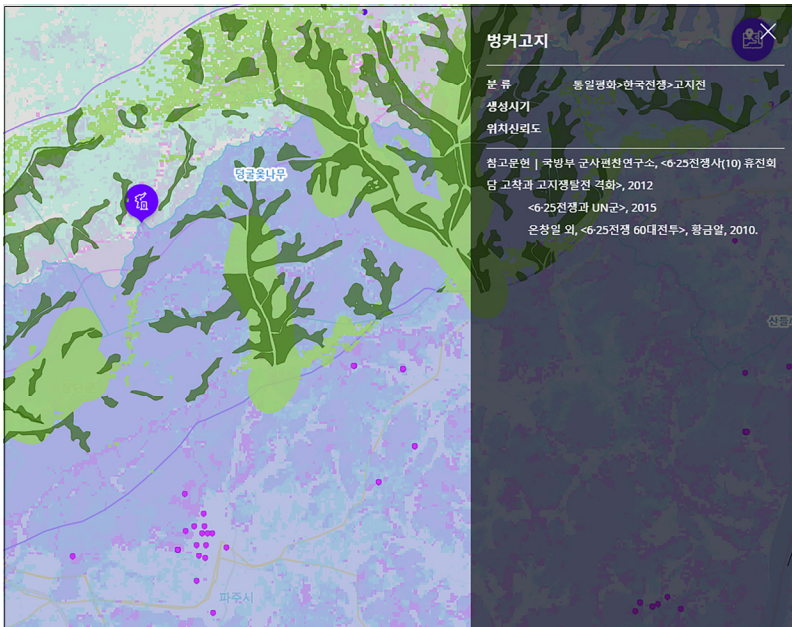 벙커고지
분 류 통일평화>한국전쟁>고지전
생성시기
위치신뢰도
참고문헌 | 국방부 군사편찬연구소, <6·25전쟁사(10) 휴전회
담 고착과 고지쟁탈전 격화>, 2012
<6·25전쟁과 UN군>, 2015
온창일 외, <6·25전쟁 60대전투>, 황금알, 2010.
덩굴옻나무
파주시